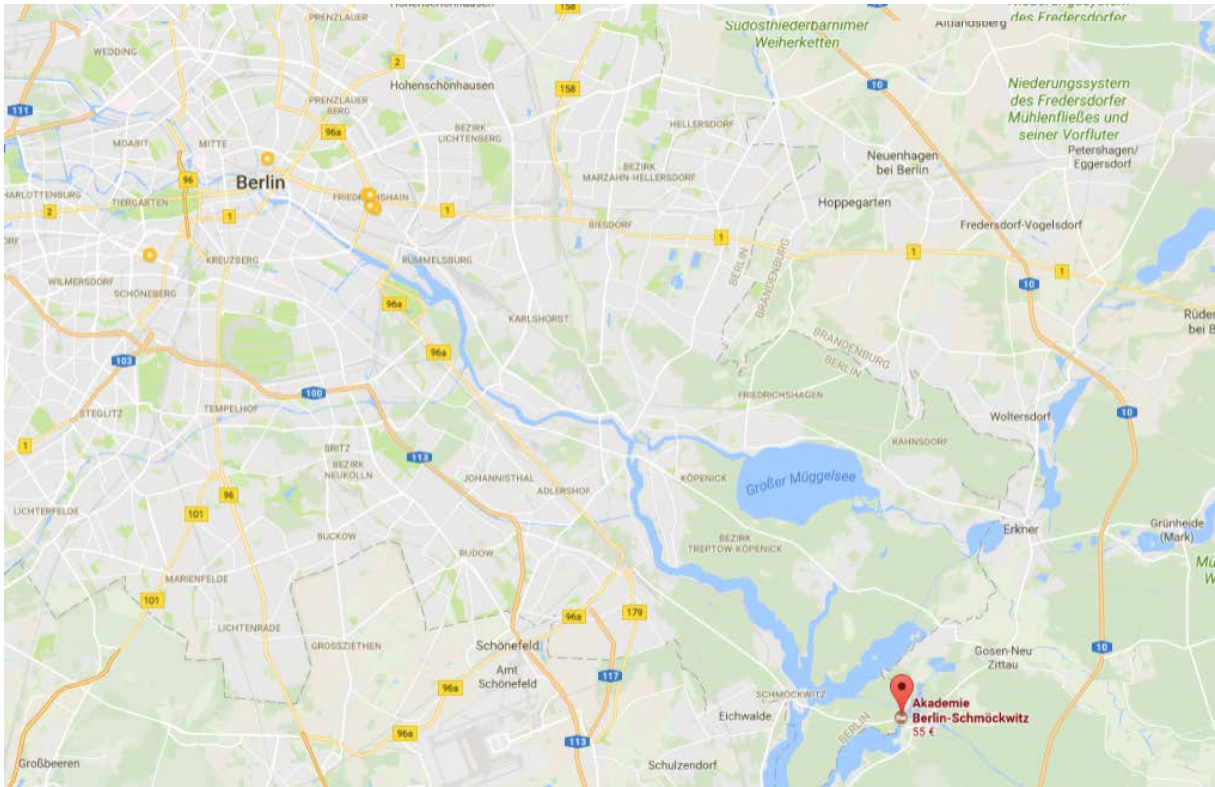 Hohenschönhausen
158
Niederungssystem
des Fredersdorfer
PRENZLAUER
Südostniederbarnimer
Weiherketten
Altlandsberg
WEDDING
2
Hohenschönhausen
158
10
Niederungssystem
des Fredersdorfer
Mühlenfließes und
seiner Vorfluter
111
PRENZLAUER
BERG
96a
BEZIRK
LICHTENBERG
HELLERSDORF
MOABIT
MITTE
Neuenhagen
bei Berlin
Petershagen/
Eggersdorf
BEZIRK
MARZAHN-HELLERSDORF
96
Berlin
HARLOTTENBURG
TIERGARTEN
FRIEDRICHSHAIN
Hoppegarten
2
1
1
BIESDORF
Fredersdorf-Vogelsdorf
1
BERLIN
BRANDENBURG
1
1
KREUZBERG
RUMMELSBURG
WILMERSDORF
SCHÖNEBERG
10
96a
KARLSHORST
Rüder
bei B
BRANDENBURG
BERLIN
96a
103
100
FRIEDRICHSHAGEN
STEGLITZ
TEMPELHOF
Woltersdorf
10
1
BRITZ
BEZIRK
NEUKÖLLN
113
RAHNSDORF
JOHANNISTHAL
ADLERSHOF
KÖPENICK
Großer Müggelsee
96
LICHTERFELDE
101
Erkner
Grünheide
(Mark)
BUCKOW
BEZIRK
TREPTOW-KÖPENICK
RUDOW
MARIENFELDE
101
LICHTENRADE
96a
179
GROSSZIETHEN
Schönefeld
10
Gosen-Neu
Zittau
Amt
Schönefeld
117
96a
SCHMÖCKWITZ
Eichwalde
BERLIN
Akademie
Berlin-Schmöckwitz
55 €
96a
113
Großbeeren
Schulzendorf